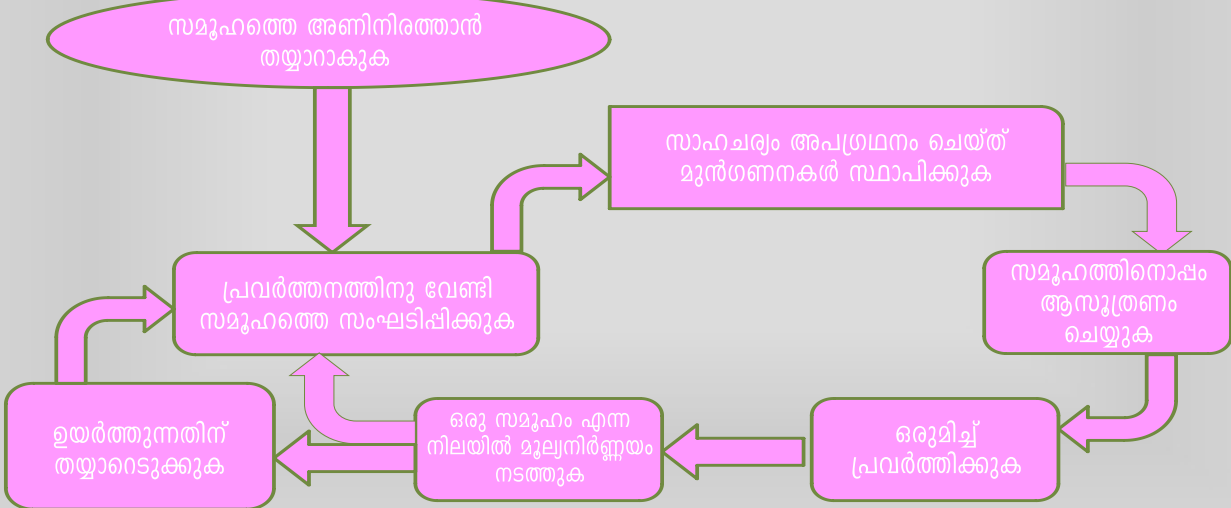 സമൂഹത്തെ അണിനിരത്താൻ
തയ്യാറാകുക
സാഹചര്യം അപഗ്രഥനം ചെയ്ത്
മുൻഗണനകൾ സ്ഥാപിക്കുക
പ്രവർത്തനത്തിനു വേണ്ടി
സമൂഹത്തെ സംഘടിപ്പിക്കുക
സമൂഹത്തിനൊപ്പം
ആസൂത്രണം
ചെയ്യുക
ഉയർത്തുന്നതിന്
തയ്യാറെടുക്കുക
ഒരു സമൂഹം എന്ന
നിലയിൽ മൂല്യനിർണ്ണയം
നടത്തുക
ഒരുമിച്ച്
പ്രവർത്തിക്കുക